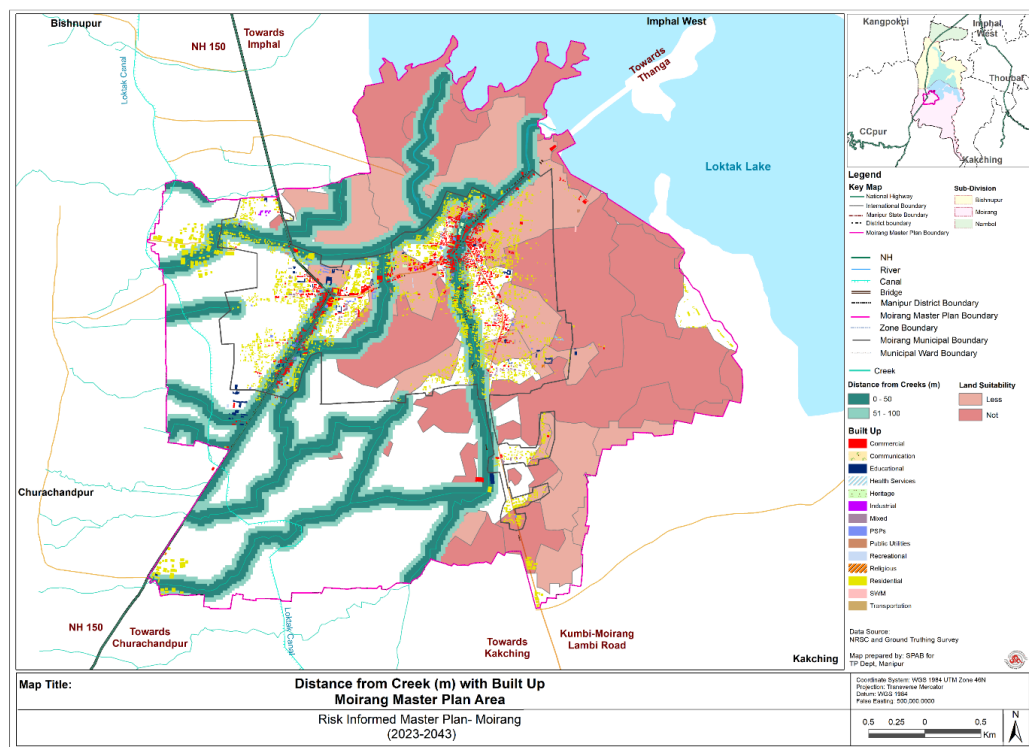 Bishnupur
NH 150
Towards
Imphal
Imphal West
Towards
Thanga
Loktak Canal
Loktak Lake
Churachandpur
NH 150
Towards
Churachandpur
Loktak Canal
Towards
Kakching
Kumbi-Moirang
Lambi Road
Kakching
Kangpokpi
Imphal
West
Thoubal
CCpur
Kakching
Legend
Key Map
National Highway
International Boundary
Manipur State Boundary
District boundary
Moirang Master Plan Boundary
Sub-Division
Bishnupur
Moirang
Nambol
NH
River
Canal
Bridge
Manipur District Boundary
Moirang Master Plan Boundary
Zone Boundary
Moirang Municipal Boundary
Municipal Ward Boundary
Creek
Distance from Creeks (m)
0 - 50
51 - 100
Land Suitability
Less
Not
Built Up
Commercial
Communication
Educational
Health Services
Heritage
Industrial
Mixed
PSPs
Public Utilities
Recreational
Religious
Residential
SWM
Transportation
Data Source:
NRSC and Ground Truthing Survey
Map prepared by: SPAB for
TP Dept, Manipur
Map Title:
Distance from Creek (m) with Built Up
Moirang Master Plan Area
Risk Informed Master Plan- Moirang
(2023-2043)
Coordinate System: WGS 1984 UTM Zone 46N
Projection: Transverse Mercator
Datum: WGS 1984
False Easting: 500,000.0000
0.5 0.25 0 0.5
Km
N